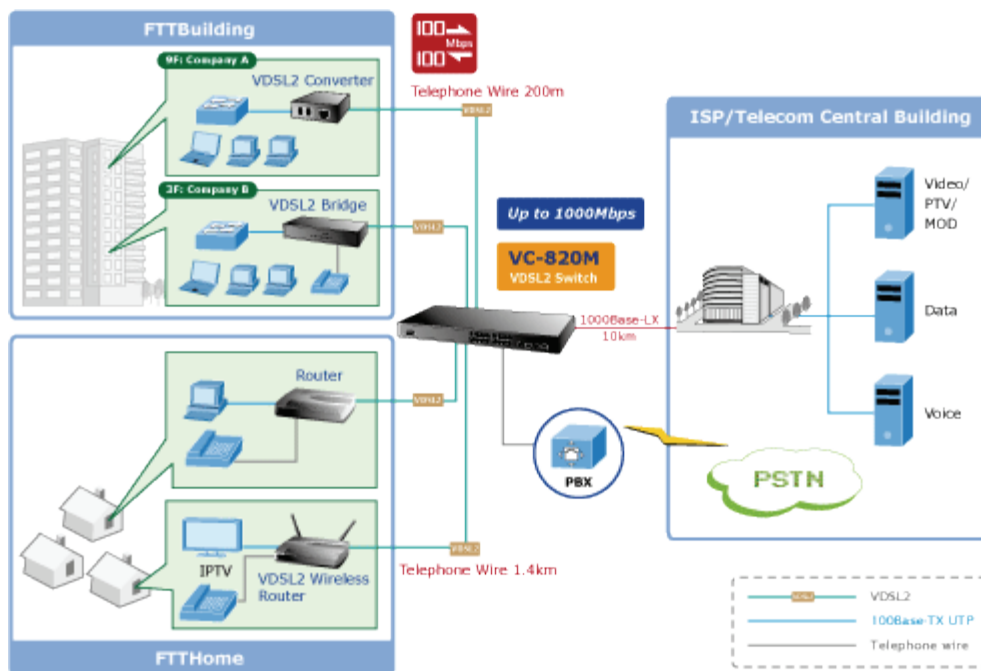 FTTBuilding
9F: Company A
VDSL2 Converter
100
Mbps
100
Telephone Wire 200m
VDSL2
3F: Company B
VDSL2 Bridge
VDSL2
Up to 1000Mbps
VC-820M
VDSL2 Switch
ISP/Telecom Central Building
Video/
PTV/
MOD
Data
Voice
1000Base-LX
10km
Router
VDSL2
PBX
PSTN
IPTV
VDSL2 Wireless
Router
VDSL2
Telephone Wire 1.4km
FTTHome
VDSL2
VDSL2
100Base-TX UTP
Telephone wire